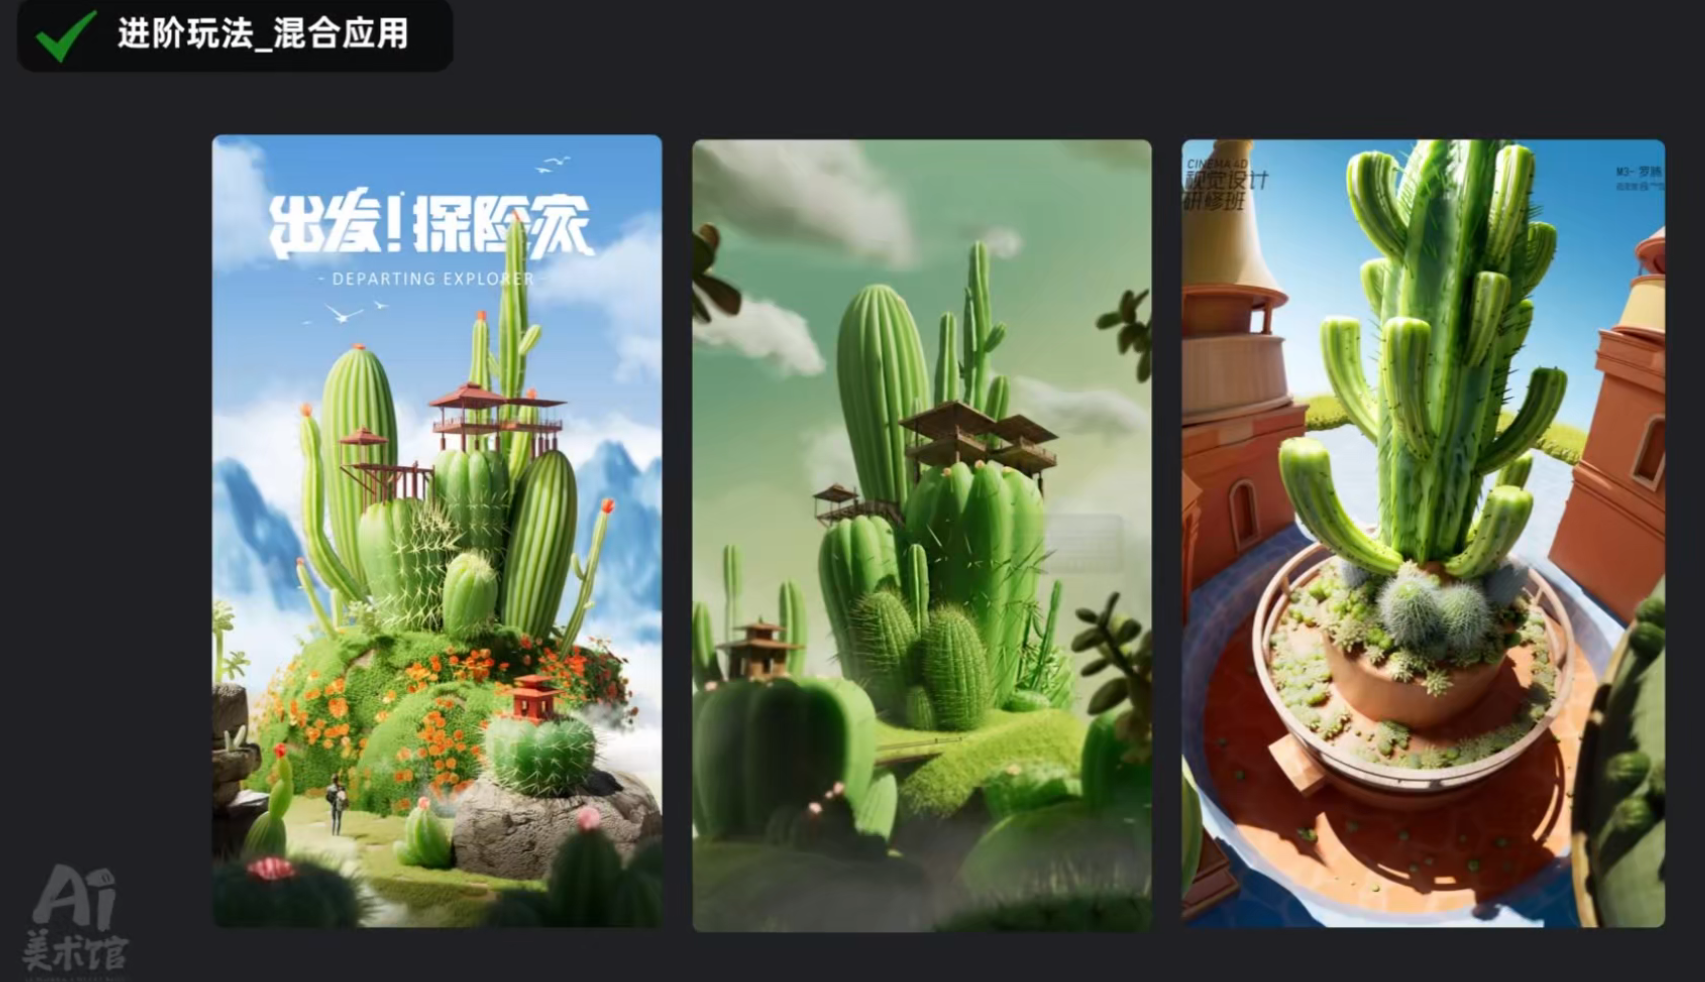 进阶玩法_混合应用
出发!探险家
- DEPARTING EXPLORER
CINEMA 4D
视觉设计
研修班
M3-罗腾
Ai
美术馆